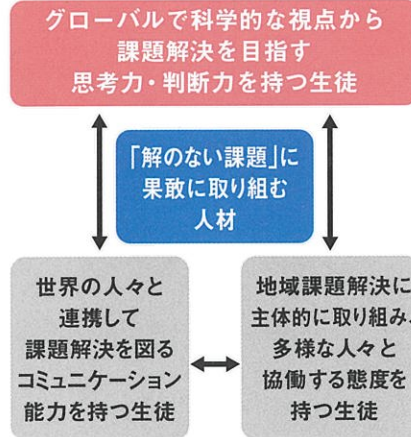 グローバルで科学的な視点から
課題解決を目指す
思考力・判断力を持つ生徒
「解のない課題」に
果敢に取り組む
人材
世界の人々と
連携して
課題解決を図る
コミュニケーション
能力を持つ生徒
地域課題解決に
主体的に取り組み、
多様な人々と
協働する態度を
持つ生徒